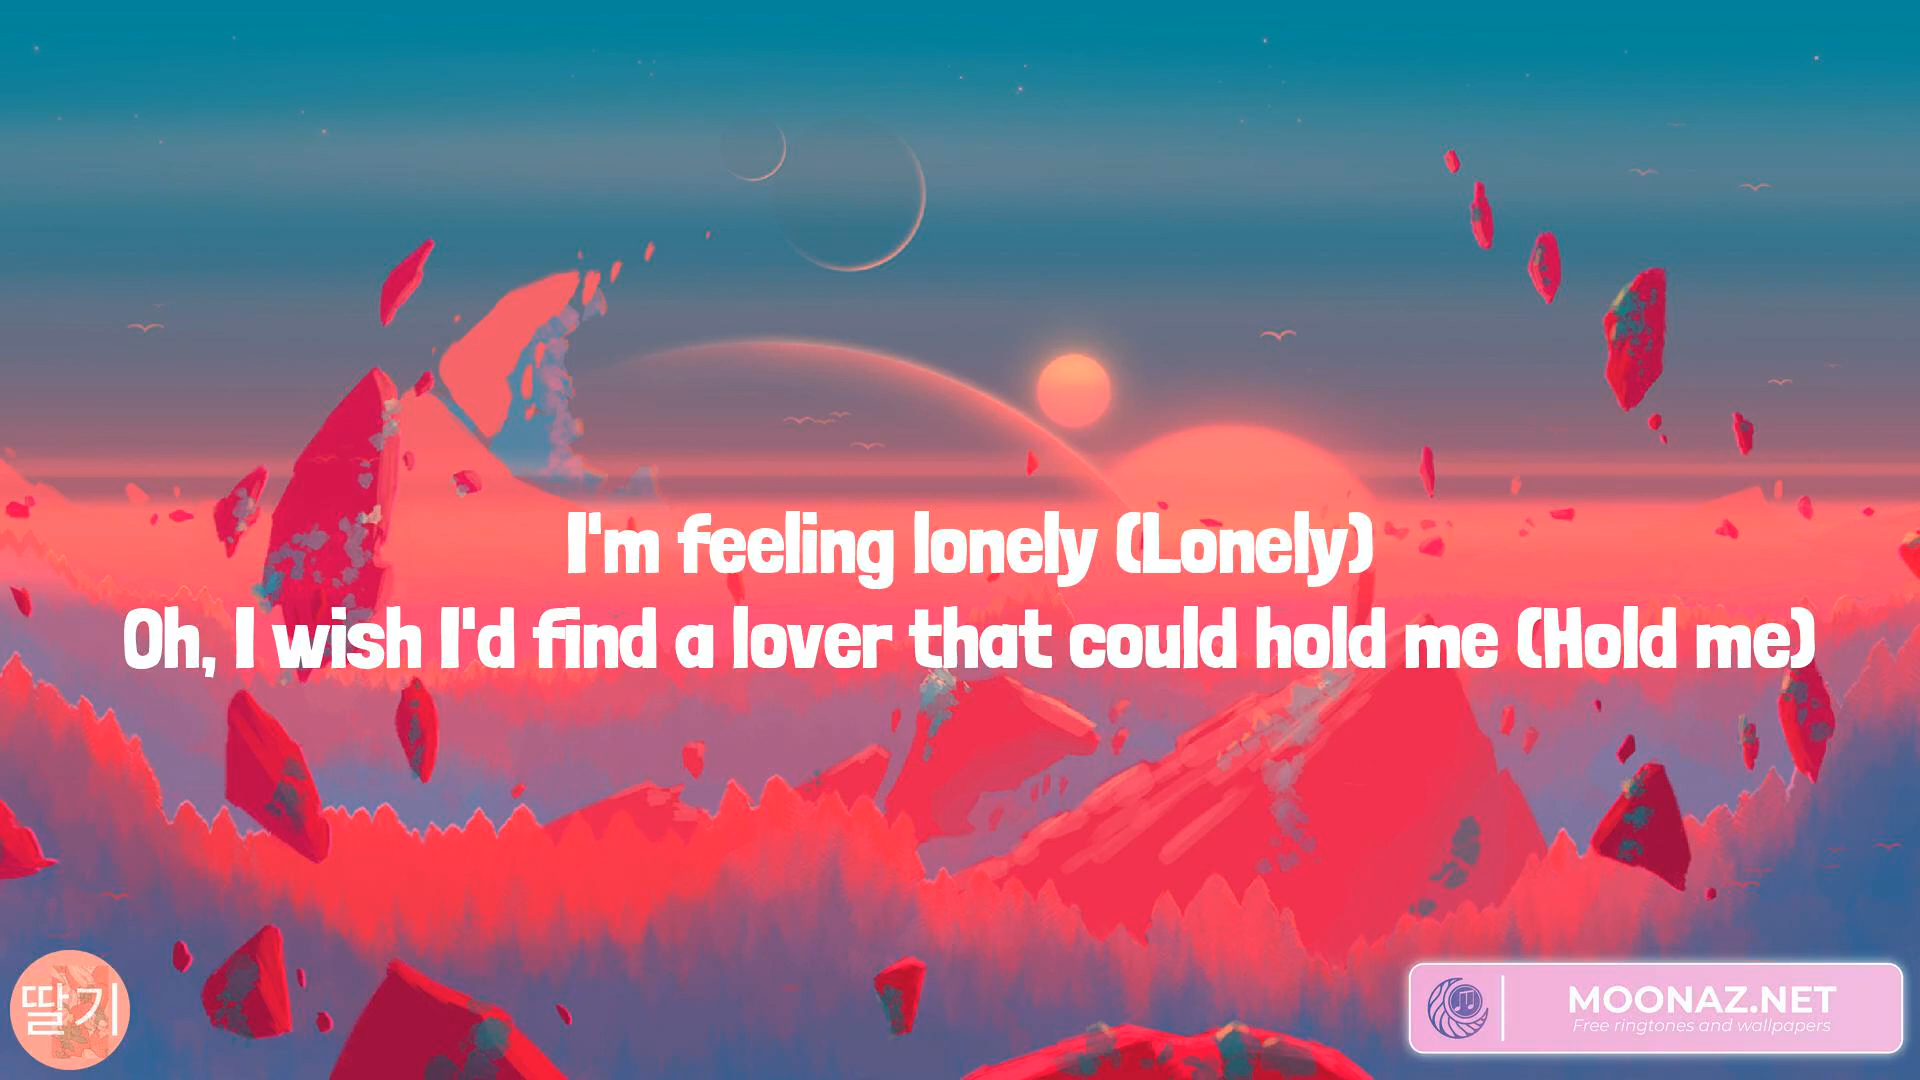 I'm feeling lonely (Lonely)
Oh, I wish I'd find a lover that could hold me (Hold me)
딸기
MOONAZ.NET
Free ringtones and wallpapers